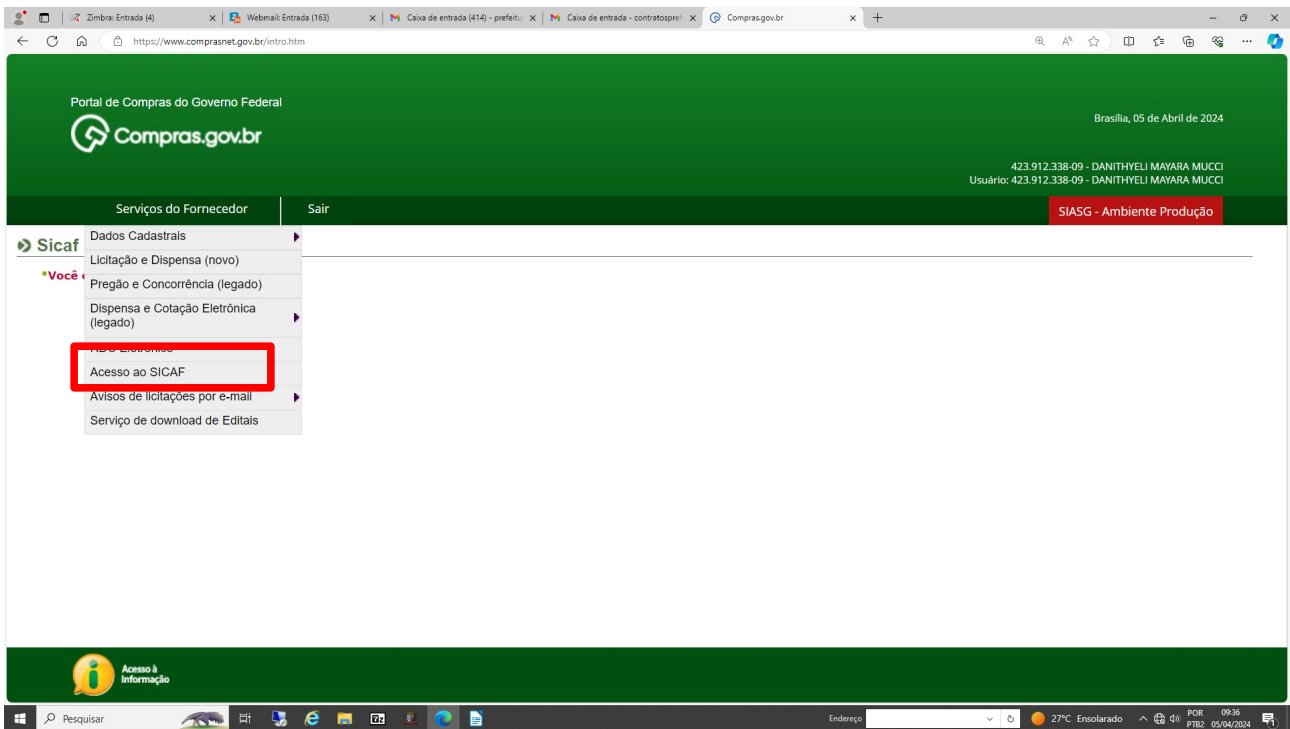 Zimbra: Entrada (4)
Webmail: Entrada (163)
Caixa de entrada (414) - prefeitu
Caixa de entrada - contratospref
Compras.gov.br
https://www.comprasnet.gov.br/intro.htm
Portal de Compras do Governo Federal
Compras.gov.br
Brasília, 05 de Abril de 2024
423.912.338-09 - DANITHYELI MAYARA MUCCI
Usuário: 423.912.338-09 - DANITHYELI MAYARA MUCCI
Serviços do Fornecedor
Sair
SIASG - Ambiente Produção
Sicaf
*Você
Dados Cadastrais
Licitação e Dispensa (novo)
Pregão e Concorrência (legado)
Dispensa e Cotação Eletrônica
(legado)
RDC Eletrônico
Acesso ao SICAF
Avisos de licitações por e-mail
Serviço de download de Editais
Acesso à
Informação
Pesquisar
Endereço
27°C Ensolarado
POR
PTB2
09:36
05/04/2024